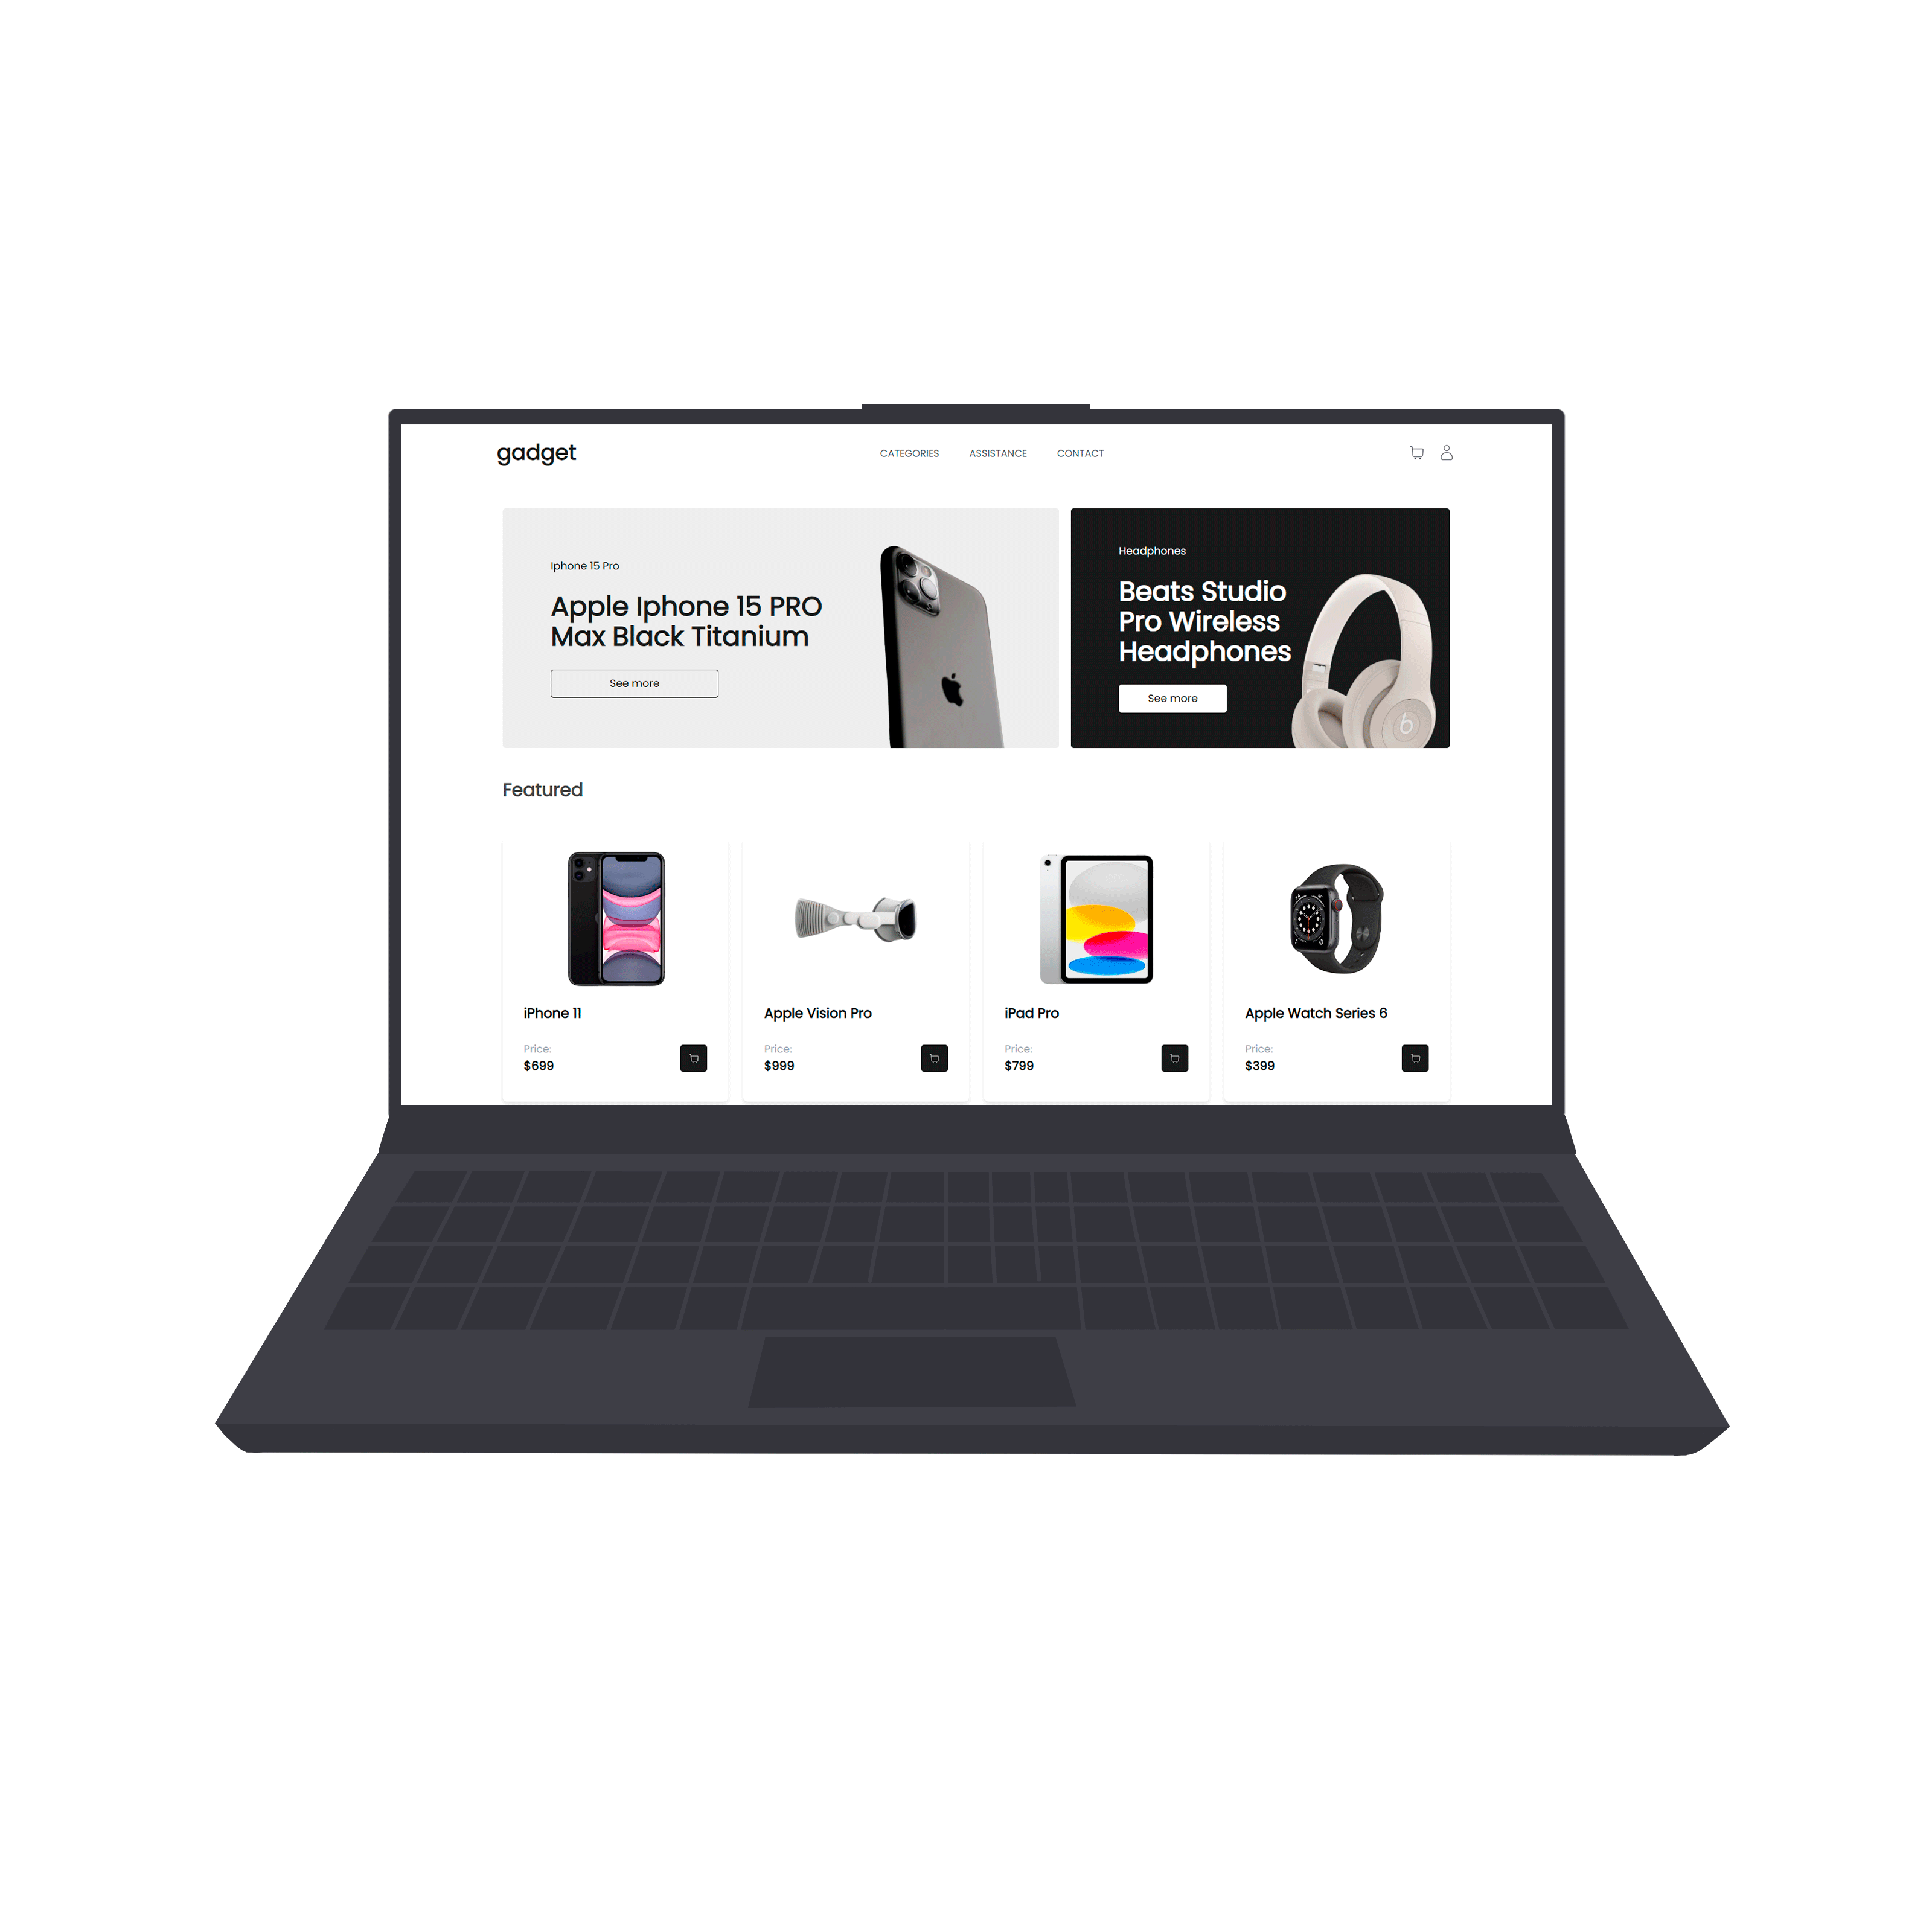 gadget
CATEGORIES
ASSISTANCE
CONTACT
Iphone 15 Pro
Apple Iphone 15 PRO
Max Black Titanium
See more
Headphones
Beats Studio
Pro Wireless
Headphones
See more
Featured
iPhone 11
Price:
$699
Apple Vision Pro
Price:
$999
iPad Pro
Price:
$799
Apple Watch Series 6
Price:
$399